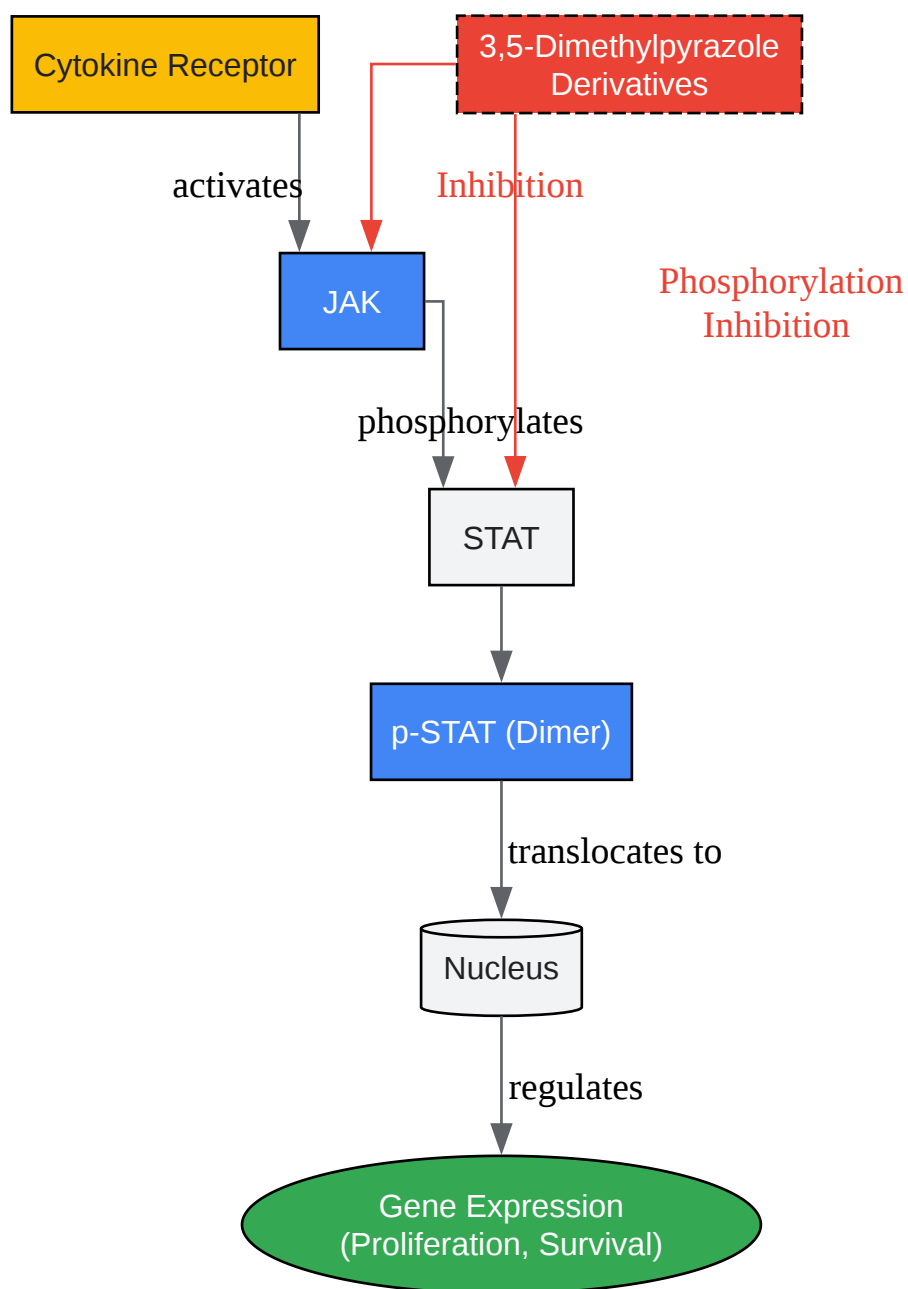 Cytokine Receptor
3,5-Dimethylpyrazole
Derivatives
activates
Inhibition
JAK
Phosphorylation
Inhibition
phosphorylates
STAT
p-STAT (Dimer)
translocates to
Nucleus
regulates
Gene Expression
(Proliferation, Survival)